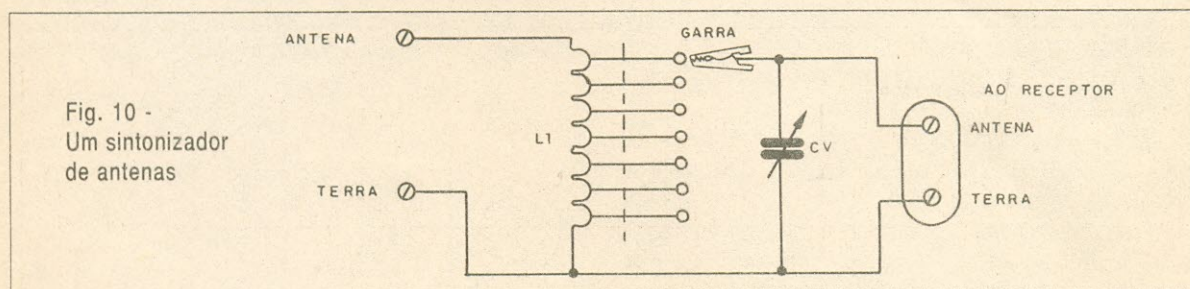 Fig. 10 -
Um sintonizador
de antenas
ANTENA
TERRA
L1
GARRA
CV
AO RECEPTOR
ANTENA
TERRA